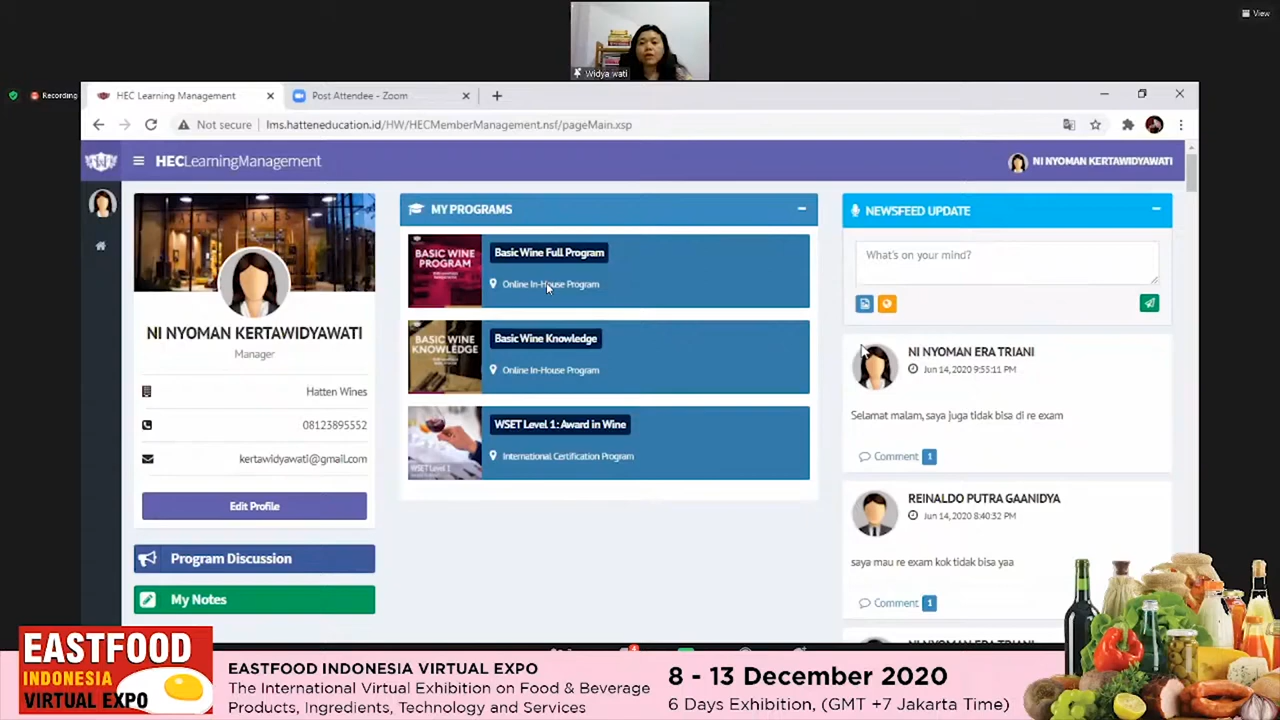 View
Widya wati
Recording
HEC Learning Management
Post Attendee - Zoom
Not secure
lms.hatteneducation.id/HW/HECMemberManagement.nsf/pageMain.xsp
HECLearningManagement
NI NYOMAN KERTAWIDYAWATI
NI NYOMAN KERTAWIDYAWATI
Manager
Hatten Wines
08123895552
kertawidyawati@gmail.com
Edit Profile
Program Discussion
My Notes
MY PROGRAMS
BASIC WINE
PROGRAM
Basic Wine Full Program
Online In-House Program
BASIC WINE
KNOWLEDGE
Basic Wine Knowledge
Online In-House Program
WSET Level 1
WSET Level 1: Award in Wine
International Certification Program
NEWSFEED UPDATE
What's on your mind?
NI NYOMAN ERA TRIANI
Jun 14, 2020 9:55:11 PM
Selamat malam, saya juga tidak bisa di re exam
Comment 1
REINALDO PUTRA GAANIDYA
Jun 14, 2020 8:40:32 PM
saya mau re exam kok tidak bisa yaa
Comment 1
NI NYOMAN ERA TRIANI
EASTFOOD
INDONESIA
VIRTUAL EXPO
EASTFOOD INDONESIA VIRTUAL EXPO
The International Virtual Exhibition on Food & Beverage
Products, Ingredients, Technology and Services
8 - 13 December 2020
6 Days Exhibition, (GMT +7 Jakarta Time)